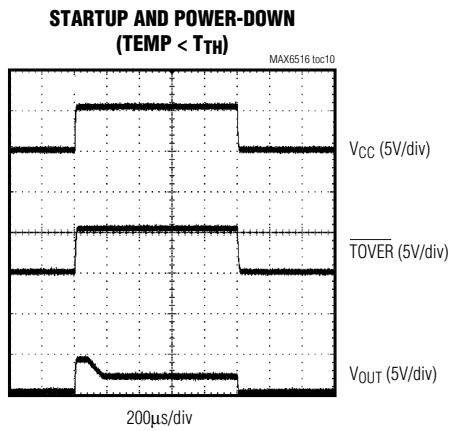 STARTUP AND POWER-DOWN
(TEMP < TTH)
MAX6516 toc10
VCC (5V/div)
TOVER (5V/div)
VOUT (5V/div)
200μs/div